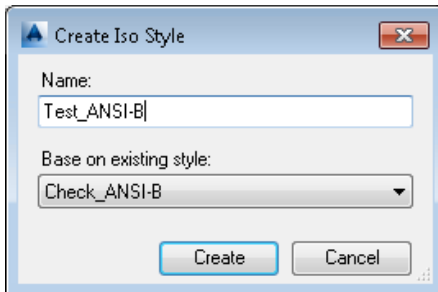 Create Iso Style
Name:
Test_ANSI-B
Base on existing style:
Check_ANSI-B
Create Cancel